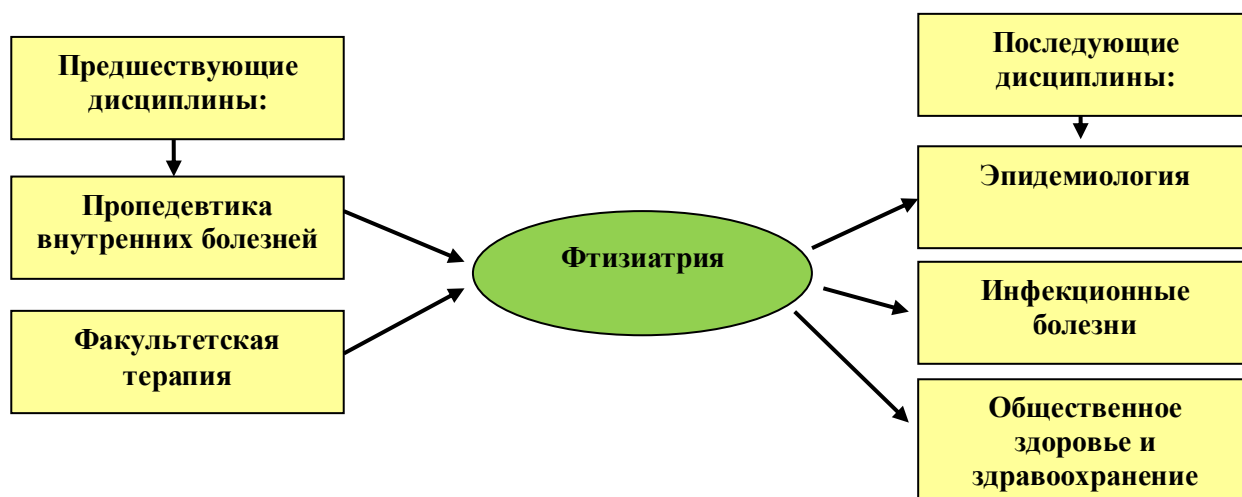 Предшествующие
дисциплины:
Пропедевтика
внутренних болезней
Факультетская
терапия
Фтизиатрия
Последующие
дисциплины:
Эпидемиология
Инфекционные
болезни
Общественное
здоровье и
здравоохранение